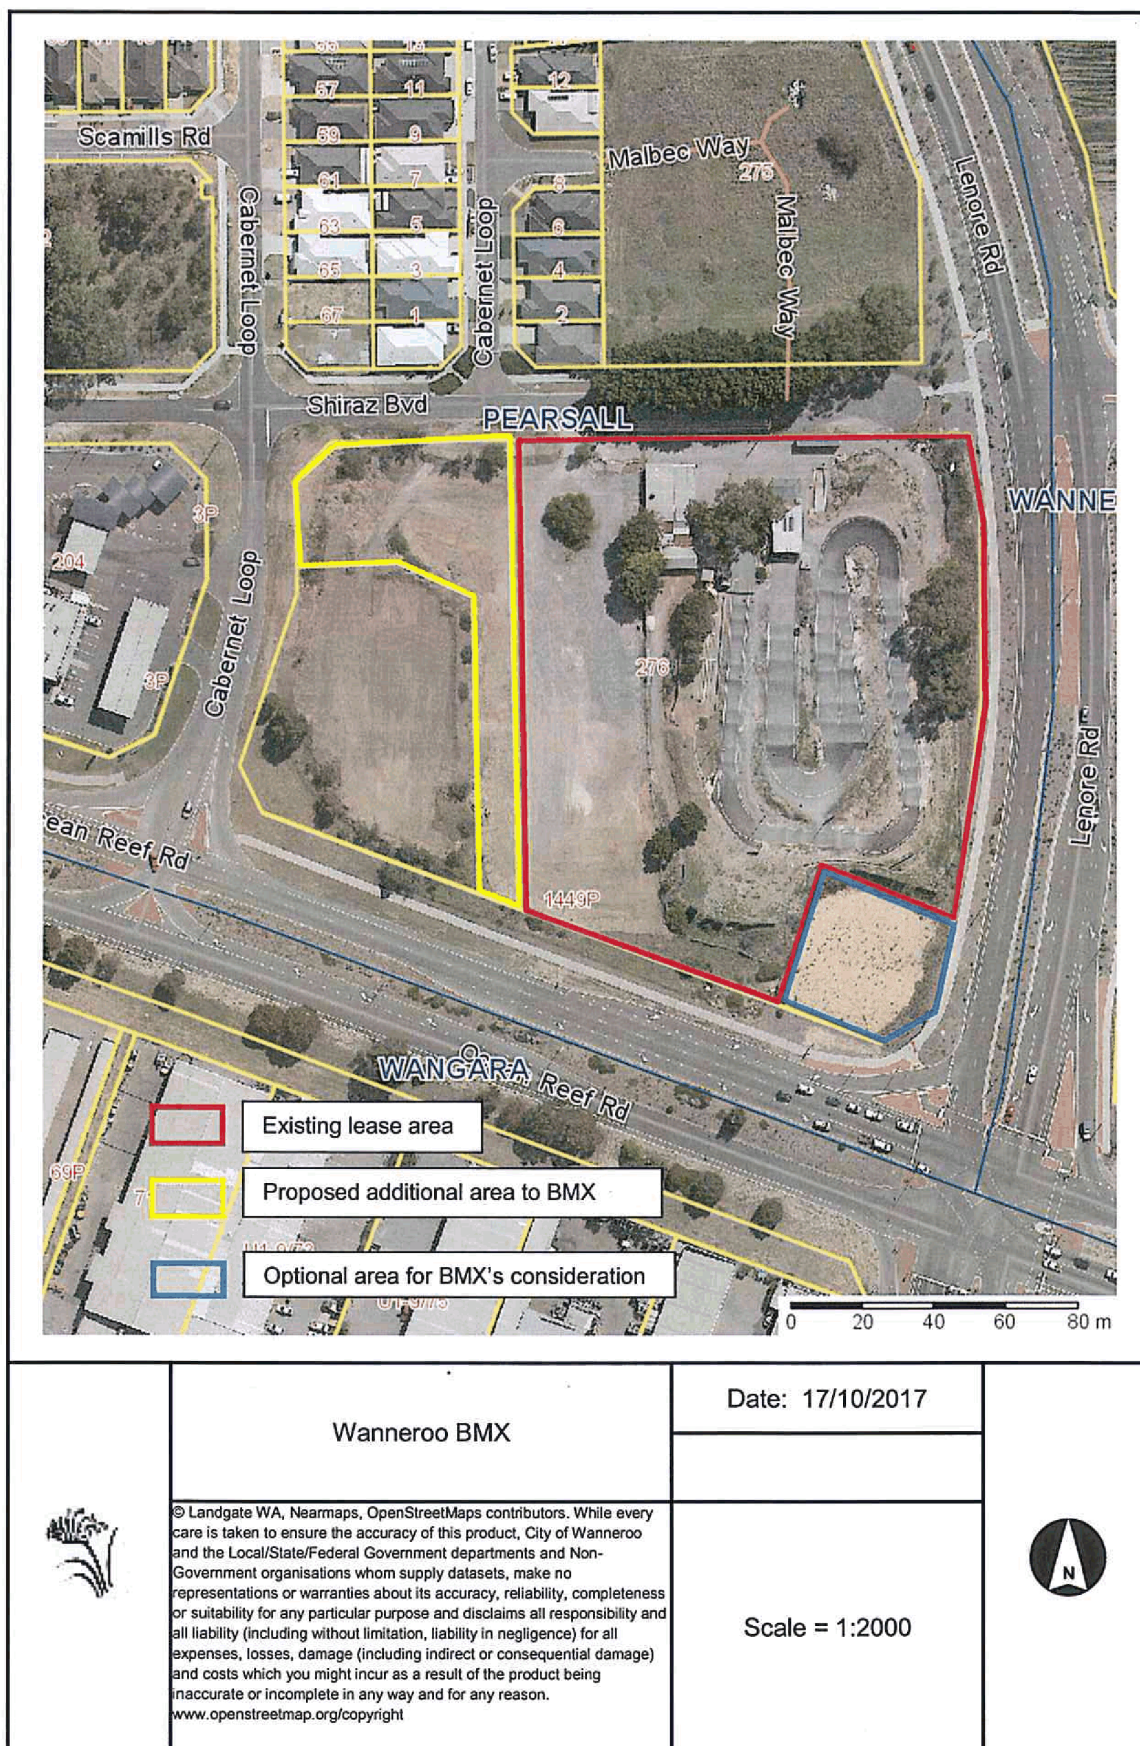 55
14
57
11
12
59
9
Scamills Rd
Malbec Way
61
7
8
275
Lenore Rd
Cabernet Loop
63
5
6
Malbec Way
Cabernet Loop
65
3
4
67
1
2
Shiraz Bvd
PEARSALL
WANNE
3P
204
Cabernet Loop
276
3P
Lenore Rd
ean Reef Rd
1449P
WANGARA
Reef Rd
Existing lease area
69P
Proposed additional area to BMX
Optional area for BMX's consideration
U1-9/75
0 20 40 60 80 m
Wanneroo BMX
Date: 17/10/2017
© Landgate WA, Nearmaps, OpenStreetMaps contributors. While every
care is taken to ensure the accuracy of this product, City of Wanneroo
and the Local/State/Federal Government departments and Non-
Government organisations whom supply datasets, make no
representations or warranties about its accuracy, reliability, completeness
or suitability for any particular purpose and disclaims all responsibility and
all liability (including without limitation, liability in negligence) for all
expenses, losses, damage (including indirect or consequential damage)
and costs which you might incur as a result of the product being
inaccurate or incomplete in any way and for any reason.
www.openstreetmap.org/copyright
Scale = 1:2000
N